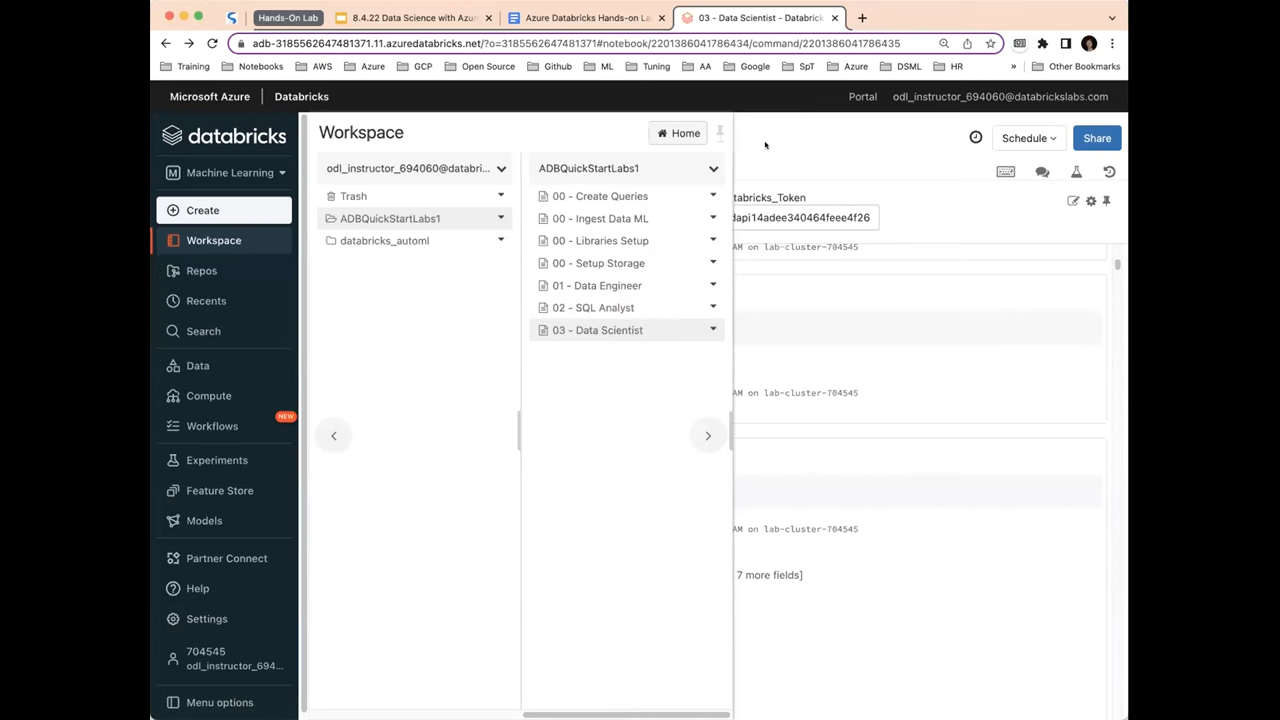 Hands-On Lab
8.4.22 Data Science with Azur
Azure Databricks Hands-on La
03 - Data Scientist - Databrick
adb-3185562647481371.11.azuredatabricks.net/?o=3185562647481371#notebook/2201386041786434/command/2201386041786435
Training
Notebooks
AWS
Azure
GCP
Open Source
Github
ML
Tuning
AA
Google
SpT
Azure
DSML
HR
»
Other Bookmarks
Microsoft Azure
Databricks
Portal
odl_instructor_694060@databrickslabs.com
databricks
Workspace
Home
Schedule
Share
M
Machine Learning
odl_instructor_694060@databri...
ADBQuickStartLabs1
Create
Trash
00 - Create Queries
tabricks_Token
Workspace
ADBQuickStartLabs1
00 - Ingest Data ML
dapi14adee340464feee4f26
databricks_automl
00 - Libraries Setup
AM on lab-cluster-704545
Repos
00 - Setup Storage
Recents
01 - Data Engineer
02 - SQL Analyst
Search
03 - Data Scientist
Data
Compute
AM on lab-cluster-704545
NEW
Workflows
Experiments
Feature Store
Models
AM on lab-cluster-704545
Partner Connect
7 more fields]
Help
Settings
704545
odl_instructor_694...
Menu options